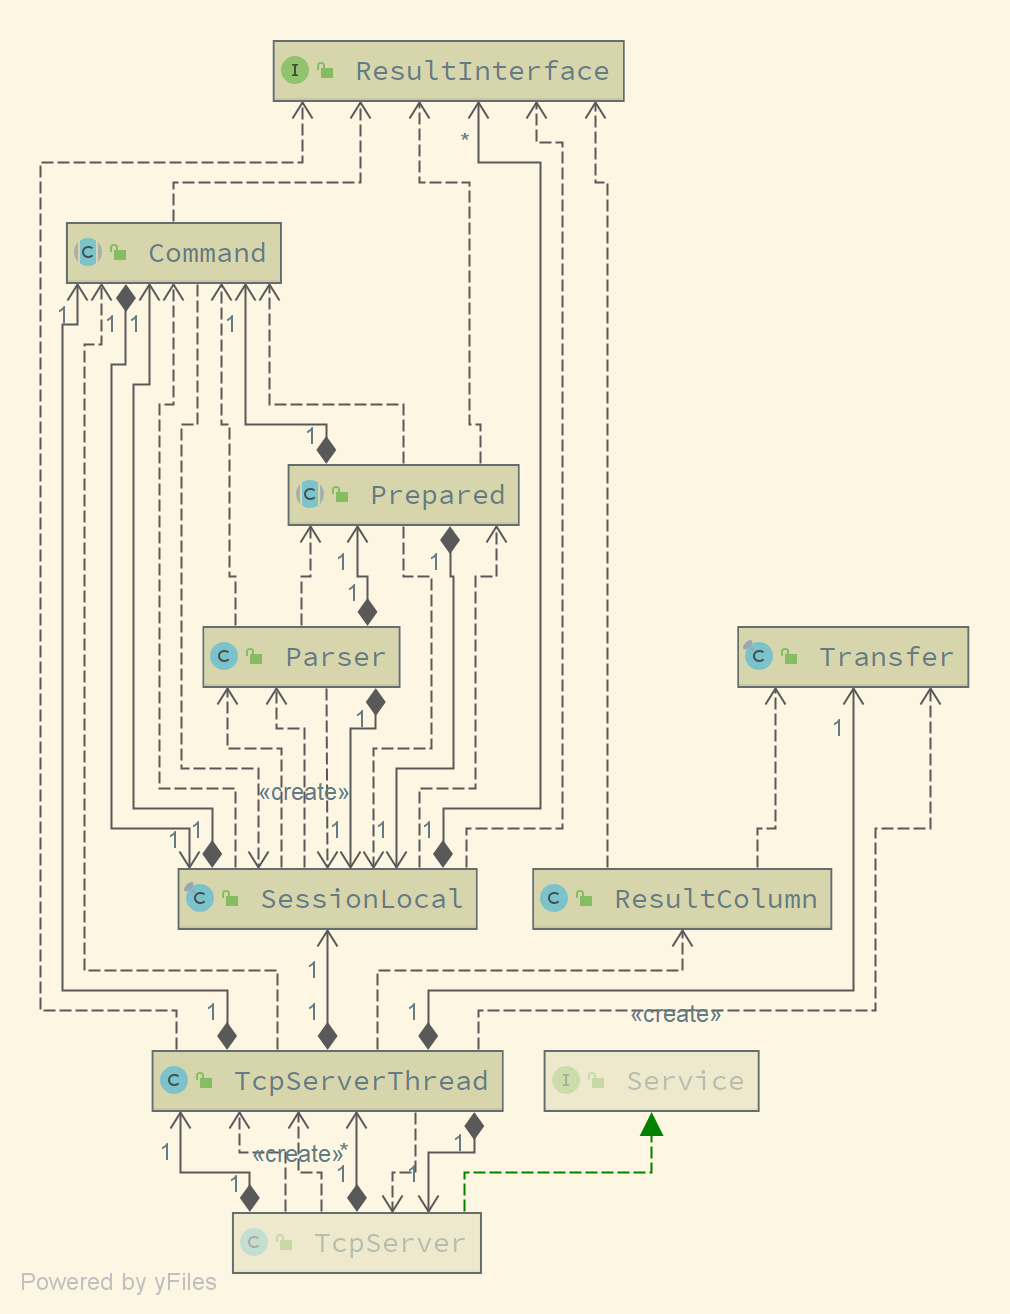 I ResultInterface
*
C Command
1 1 1 1
1
C Prepared
1 1
1
C Parser
C Transfer
1 1
«create»
1 1 1 1 1
C SessionLocal
C ResultColumn
1
1 1 1
«create»
C TcpServerThread
I Service
1 «create» * 1
1 1 1
C TcpServer
Powered by yFiles